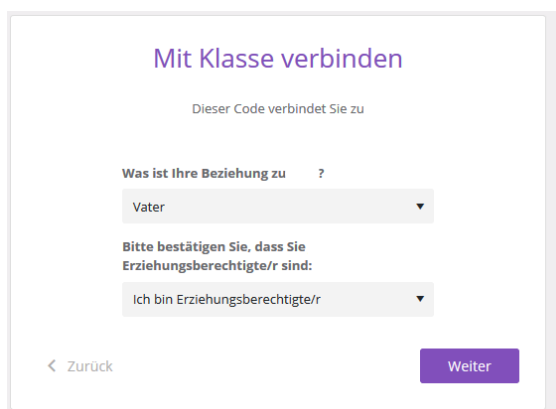 Mit Klasse verbinden
Dieser Code verbindet Sie zu
Was ist Ihre Beziehung zu ?
Vater
Bitte bestätigen Sie, dass Sie
Erziehungsberechtigte/r sind:
Ich bin Erziehungsberechtigte/r
Zurück
Weiter